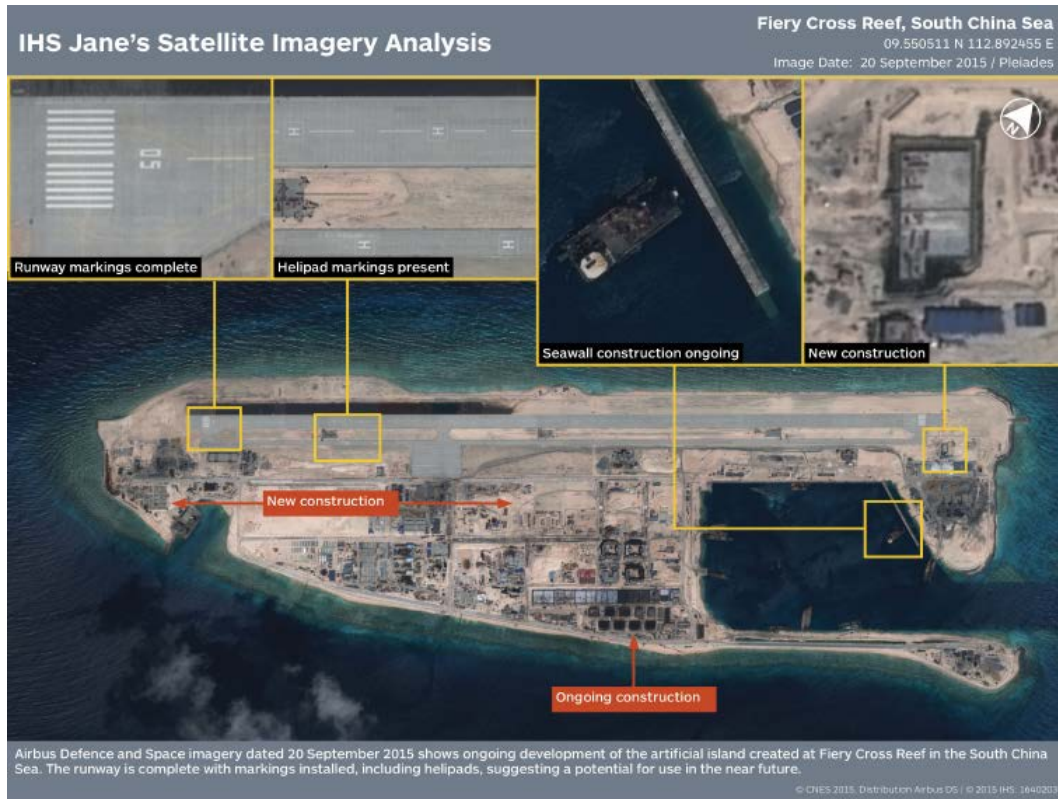 IHS Jane's Satellite Imagery Analysis
Fiery Cross Reef, South China Sea
09.550511 N 112.892455 E
Image Date: 20 September 2015 / Pleiades
05
H
H
H
H
N
Runway markings complete
Helipad markings present
Seawall construction ongoing
New construction
New construction
Ongoing construction
Airbus Defence and Space imagery dated 20 September 2015 shows ongoing development of the artificial island created at Fiery Cross Reef in the South China
Sea. The runway is complete with markings installed, including helipads, suggesting a potential for use in the near future.
© CNES 2015, Distribution Airbus DS | © 2015 IHS: 1640203